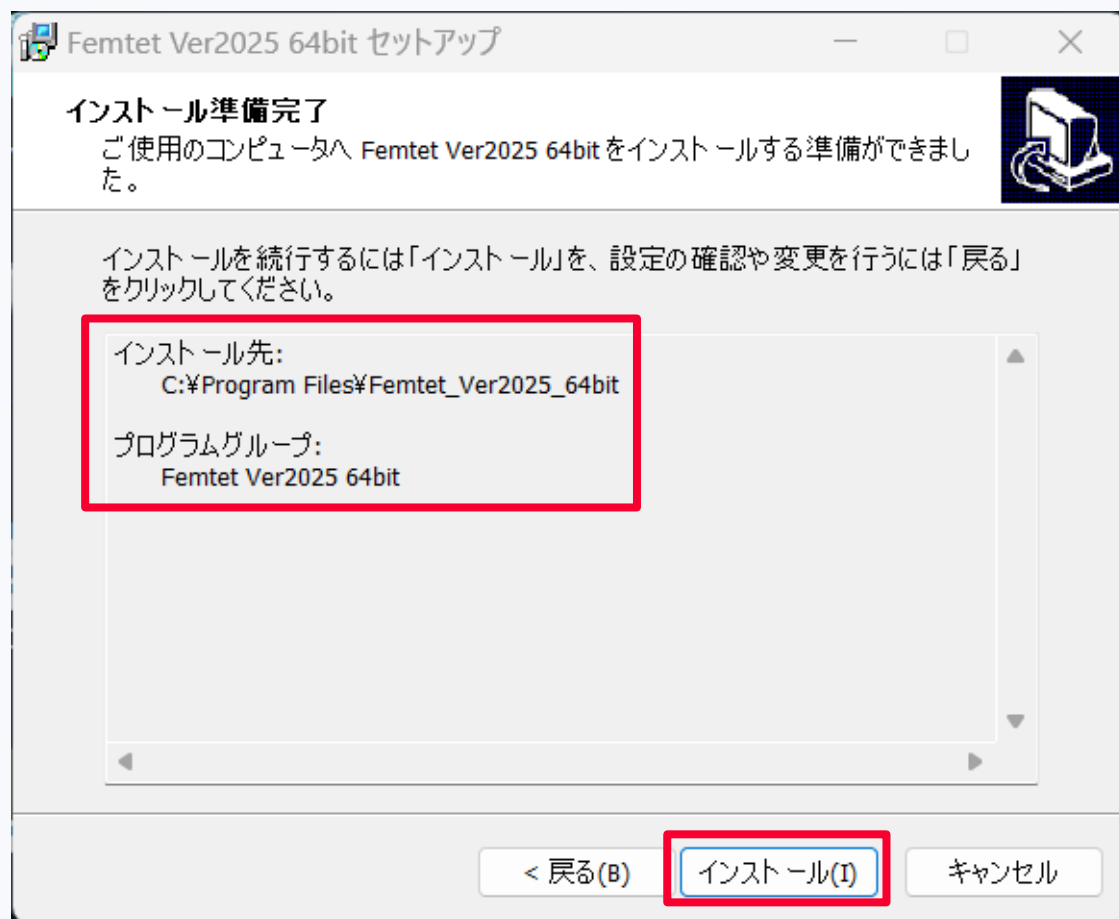 Femtet Ver2025 64bit セットアップ
インストール準備完了
ご使用のコンピュータへ Femtet Ver2025 64bit をインストールする準備ができまし
た。
インストールを続行するには「インストール」を、設定の確認や変更を行うには「戻る」
をクリックしてください。
インストール先:
C:¥Program Files¥Femtet_Ver2025_64bit
プログラムグループ:
Femtet Ver2025 64bit
< 戻る(B)
インストール(I)
キャンセル